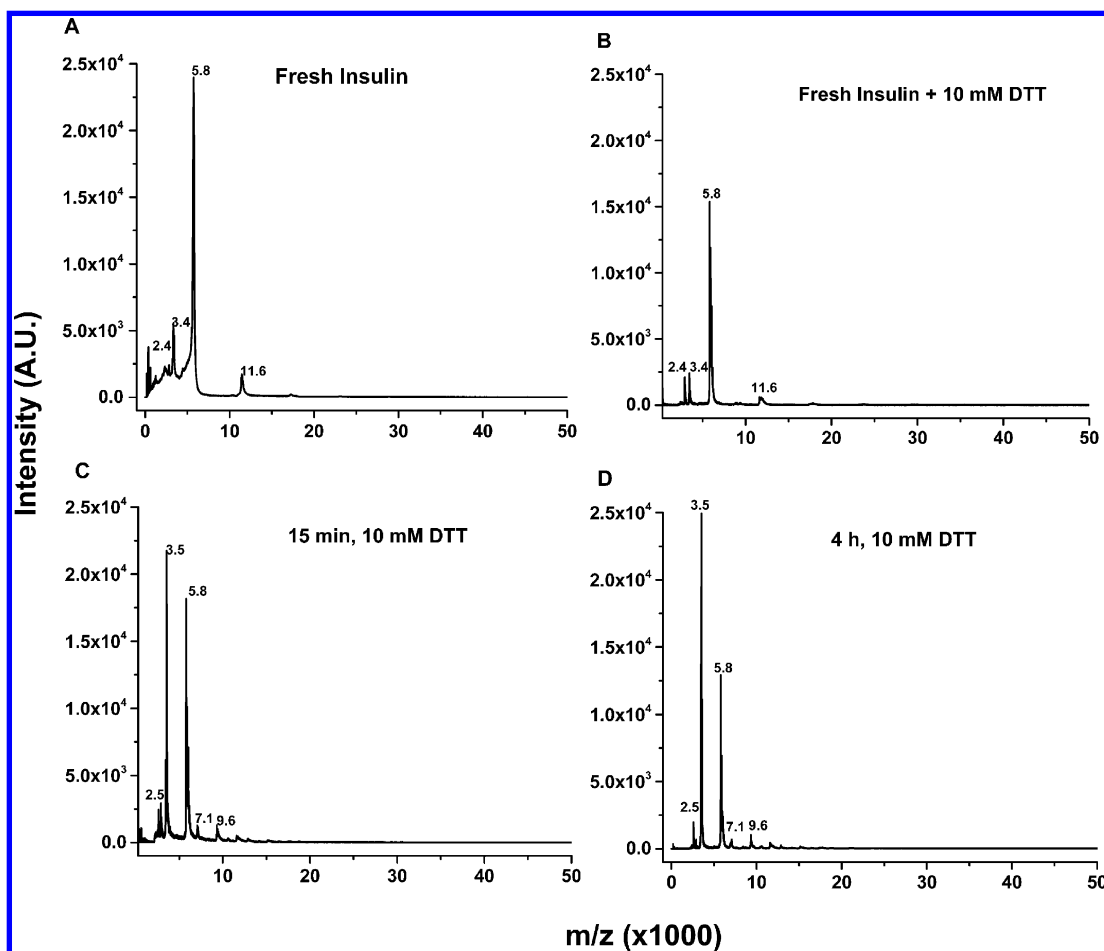 A
Fresh Insulin
2.5x10⁴
2.0x10⁴
1.5x10⁴
1.0x10⁴
5.0x10³
0.0
5.8
3.4
2.4
11.6
0 10 20 30 40 50
B
Fresh Insulin + 10 mM DTT
2.5x10⁴
2.0x10⁴
1.5x10⁴
1.0x10⁴
5.0x10³
0.0
5.8
2.4 3.4
11.6
10 20 30 40 50
Intensity (A.U.)
C
15 min, 10 mM DTT
2.5x10⁴
2.0x10⁴
1.5x10⁴
1.0x10⁴
5.0x10³
0.0
3.5
5.8
2.5
7.1 9.6
10 20 30 40 50
D
4 h, 10 mM DTT
2.5x10⁴
2.0x10⁴
1.5x10⁴
1.0x10⁴
5.0x10³
0.0
3.5
5.8
2.5
7.1 9.6
0 10 20 30 40 50
m/z (x1000)